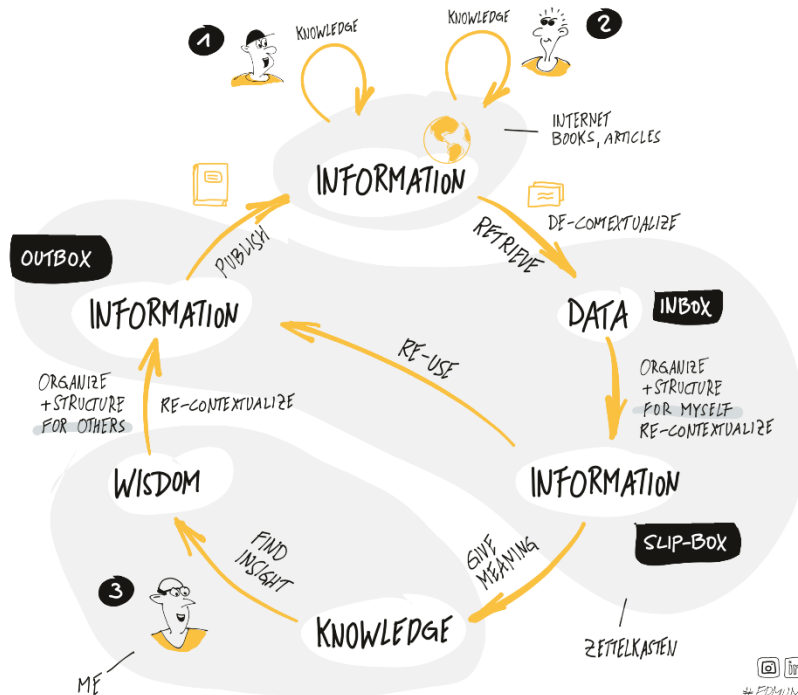 1
KNOWLEDGE
KNOWLEDGE
2
INTERNET
BOOKS, ARTICLES
INFORMATION
PUBLISH
RETRIEVE
DE-CONTEXTUALIZE
OUTBOX
INFORMATION
DATA
INBOX
RE-USE
ORGANIZE
+STRUCTURE
FOR MYSELF
RE-CONTEXTUALIZE
ORGANIZE
+STRUCTURE
FOR OTHERS
RE-CONTEXTUALIZE
WISDOM
INFORMATION
SLIP-BOX
GIVE
MEANING
FIND
INSIGHT
3
KNOWLEDGE
ZETTELKASTEN
ME